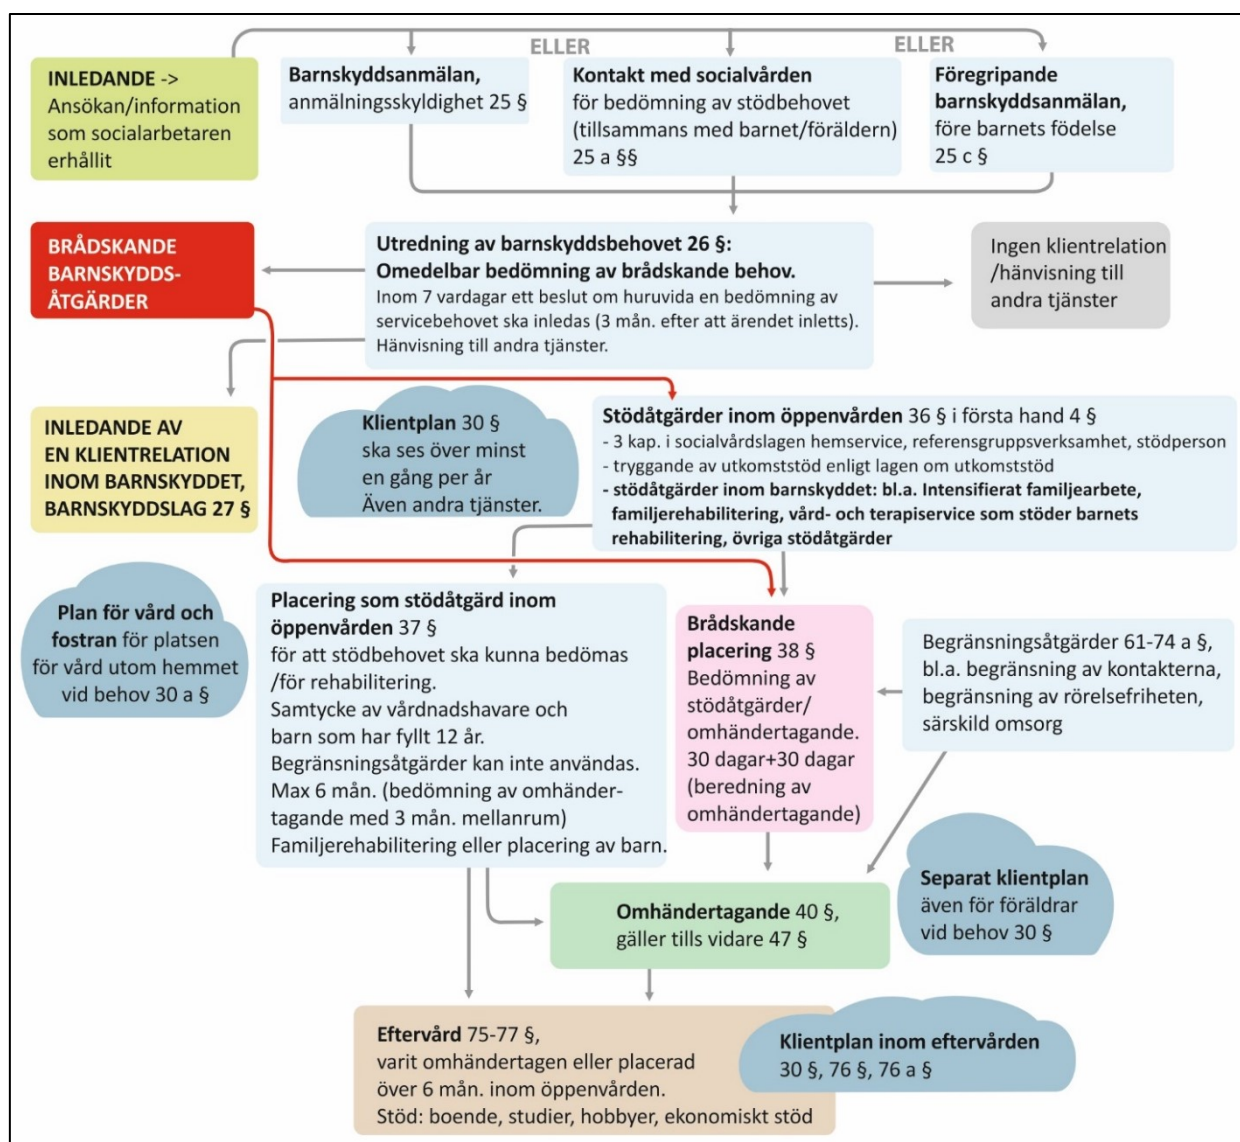 ELLER
ELLER
INLEDANDE ->
Ansökan/information
som socialarbetaren
erhållit
Barnskyddsanmälan,
anmälningsskyldighet 25 §
Kontakt med socialvården
för bedömning av stödbehovet
(tillsammans med barnet/föräldern)
25 a §§
Föregripande
barnskyddsanmälan,
före barnets födelse
25 c §
BRÅDSKANDE
BARNSKYDDS-
ÅTGÄRDER
Utredning av barnskyddsbehovet 26 §:
Omedelbar bedömning av brådskande behov.
Inom 7 vardagar ett beslut om huruvida en bedömning av
servicebehovet ska inledas (3 mån. efter att ärendet inletts).
Hänvisning till andra tjänster.
Ingen klientrelation
/hänvisning till
andra tjänster
INLEDANDE AV
EN KLIENTRELATION
INOM BARNSKYDDET,
BARNSKYDDSLAG 27 §
Klientplan 30 §
ska ses över minst
en gång per år
Även andra tjänster.
Stödåtgärder inom öppenvården 36 § i första hand 4 §
- 3 kap. i socialvårdslagen hemservice, referensgruppsverksamhet, stödperson
- tryggande av utkomststöd enligt lagen om utkomststöd
- stödåtgärder inom barnskyddet: bl.a. Intensifierat familjearbete,
familjerehabilitering, vård- och terapiservice som stöder barnets
rehabilitering, övriga stödåtgärder
Plan för vård och
fostran för platsen
för vård utom hemmet
vid behov 30 a §
Placering som stödåtgärd inom
öppenvården 37 §
för att stödbehovet ska kunna bedömas
/för rehabilitering.
Samtycke av vårdnadshavare och
barn som har fyllt 12 år.
Begränsningsåtgärder kan inte användas.
Max 6 mån. (bedömning av omhänder-
tagande med 3 mån. mellanrum)
Familjerehabilitering eller placering av barn.
Brådskande
placering 38 §
Bedömning av
stödåtgärder/
omhändertagande.
30 dagar+30 dagar
(beredning av
omhändertagande)
Begränsningsåtgärder 61-74 a §,
bl.a. begränsning av kontakterna,
begränsning av rörelsefriheten,
särskild omsorg
Omhändertagande 40 §,
gäller tills vidare 47 §
Separat klientplan
även för föräldrar
vid behov 30 §
Eftervård 75-77 §,
varit omhändertagen eller placerad
över 6 mån. inom öppenvården.
Stöd: boende, studier, hobbyer, ekonomiskt stöd
Klientplan inom eftervården
30 §, 76 §, 76 a §